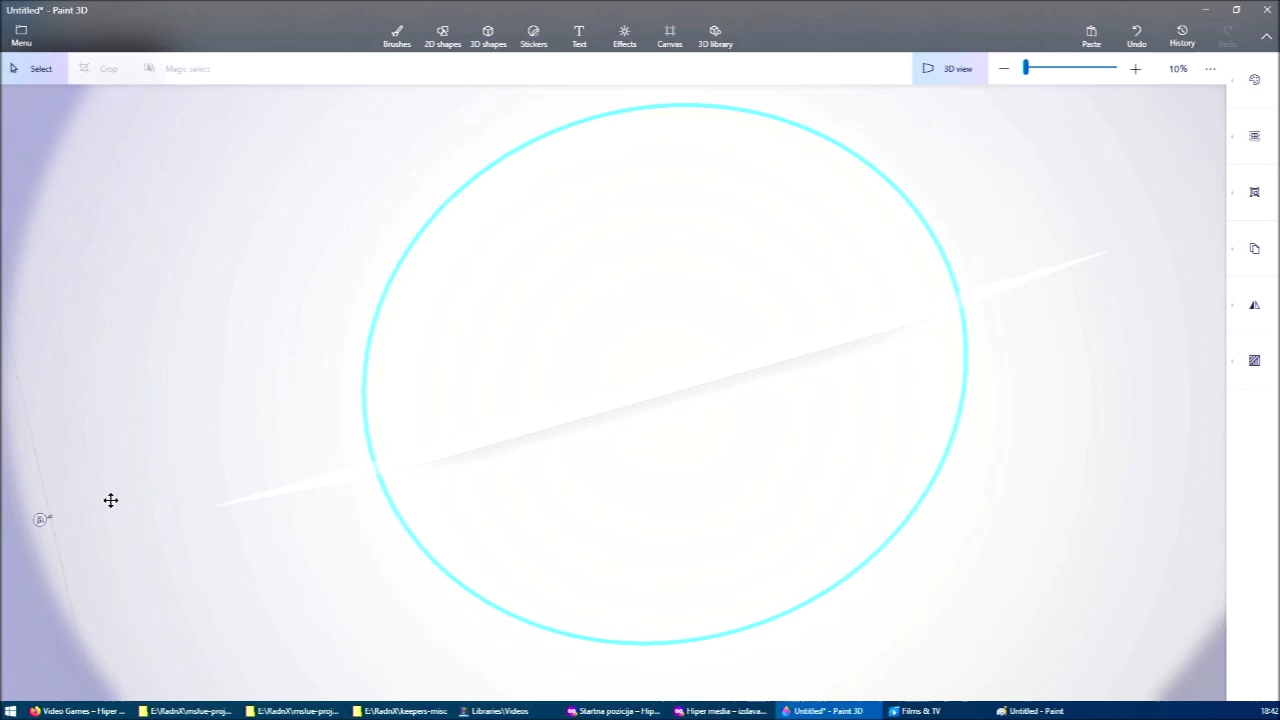 Untitled* - Paint 3D
Menu
Brushes
2D shapes
3D shapes
Stickers
Text
Effects
Canvas
3D library
Paste
Undo
History
Redo
Select
Crop
Magic select
3D view
10%
Video Games – Hiper ...
E:\RadnX\mslue-proj...
E:\RadnX\mslue-proj...
E:\RadnX\keepers-misc
Libraries\Videos
Startna pozicija – Hip...
Hiper media – izdava...
Untitled* - Paint 3D
Films & TV
Untitled - Paint
18:42